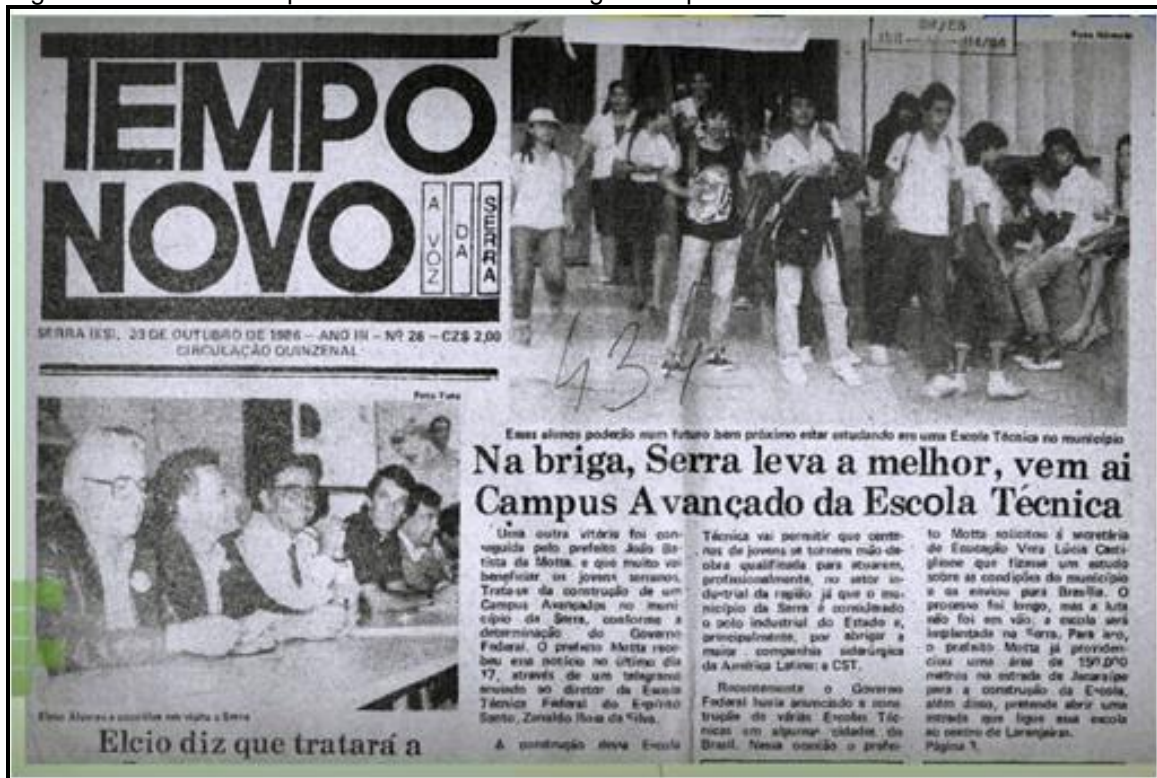 TEMPO
NOVO
A VOZ
DA
SERRA
SERRA (ES), 23 DE OUTUBRO DE 1986 — ANO III — Nº 26 — CZ$ 2,00
CIRCULAÇÃO QUINZENAL
434
Esses alunos poderão num futuro bem próximo estar estudando em uma Escola Técnica no município
Na briga, Serra leva a melhor, vem ai
Campus Avançado da Escola Técnica
Uma outra vitória foi con-
seguida pelo prefeito João Ba-
tista da Motta, e que muito vai
beneficiar os jovens serranos.
Trata-se da construção de um
Campus Avançados no muni-
cípio da Serra, conforme a
determinação do Governo
Federal. O prefeito Motta rece-
beu essa notícia no último dia
17, através de um telegrama
enviado ao diretor da Escola
Técnica Federal do Espírito
Santo, Zenaldo Rosa da Silva.
A construção desta Escola
Técnica vai permitir que cente-
nas de jovens se tornem mão-de-
obra qualificada para atuarem,
profissionalmente, no setor in-
dustrial da região já que o mu-
nicípio da Serra é considerado
o polo industrial do Estado e,
principalmente, por abrigar a
maior companhia siderúrgica
da América Latina: a CST.
Recentemente o Governo
Federal havia anunciado a cons-
trução de várias Escolas Téc-
nicas em algumas cidades do
Brasil. Nessa ocasião o prefei-
to Motta solicitou à secretária
de Educação Vera Lúcia Casti-
glione que fizesse um estudo
sobre as condições do município
e os enviou para Brasília. O
processo foi longo, mas a luta
não foi em vão: a escola será
implantada na Serra. Para isso,
o prefeito Motta já providen-
ciou uma área de 150.000
metros na estrada de Jacaraípe
para a construção da Escola,
além disso, pretende abrir uma
estrada que ligue essa escola
ao centro de Laranjeiras.
Página
Elcio Alvares e em visita a Serra
Elcio diz que tratará a